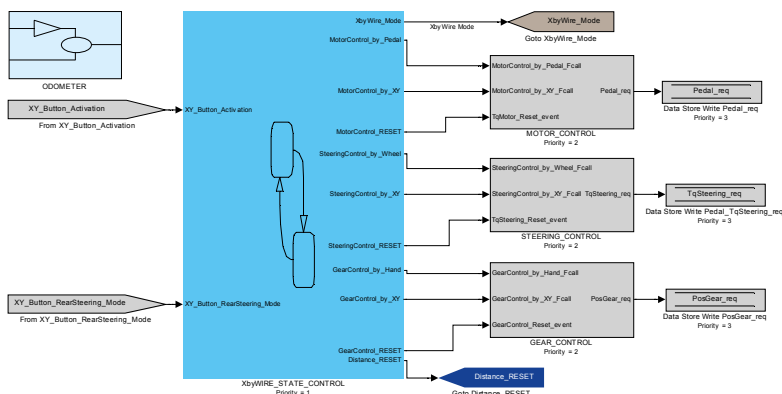 XbyWire_Mode
XbyWire Mode
XbyWire_Mode
Goto XbyWire_Mode
MotorControl_by_Pedal
ODOMETER
MotorControl_by_Pedal_Fcall
MotorControl_by_XY
MotorControl_by_XY_Fcall
Pedal_req
Pedal_req
XY_Button_Activation
XY_Button_Activation
From XY_Button_Activation
Data Store Write Pedal_req
Priority = 3
TqMotor_Reset_event
MotorControl_RESET
MOTOR_CONTROL
Priority = 2
SteeringControl_by_Wheel
SteeringControl_by_Wheel_Fcall
SteeringControl_by_XY
SteeringControl_by_XY_Fcall
TqSteering_req
TqSteering_req
Data Store Write Pedal_TqSteering_req
Priority = 3
TqSteering_Reset_event
SteeringControl_RESET
STEERING_CONTROL
Priority = 2
GearControl_by_Hand
GearControl_by_Hand_Fcall
XY_Button_RearSteering_Mode
XY_Button_RearSteering_Mode
From XY_Button_RearSteering_Mode
GearControl_by_XY
GearControl_by_XY_Fcall
PosGear_req
PosGear_req
Data Store Write PosGear_req
Priority = 3
GearControl_Reset_event
GearControl_RESET
GEAR_CONTROL
Priority = 2
Distance_RESET
Distance_RESET
Goto Distance_RESET
XbyWIRE_STATE_CONTROL
Priority = 1